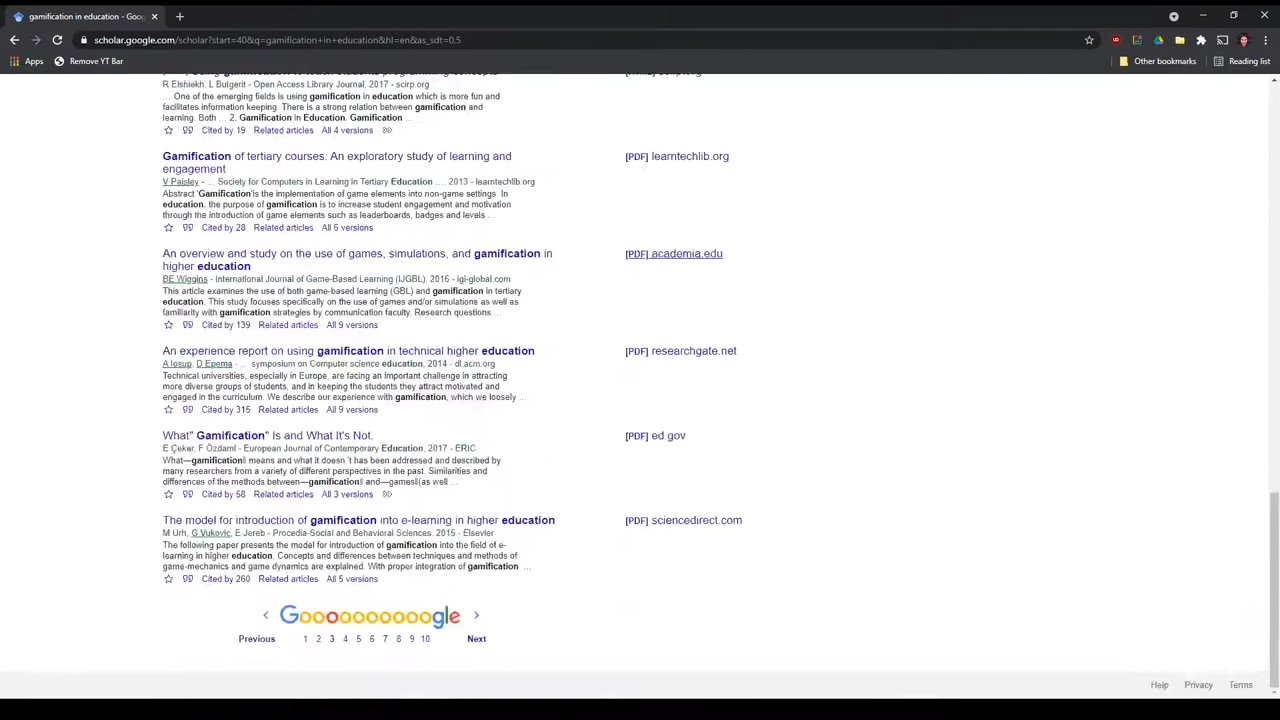 gamification in education - Goog
scholar.google.com/scholar?start=40&q=gamification+in+education&hl=en&as_sdt=0,5
Apps
Remove YT Bar
Other bookmarks
Reading list
R Elshiekh, L Butgerit - Open Access Library Journal, 2017 - scirp.org
... One of the emerging fields is using gamification in education which is more fun and
facilitates information keeping. There is a strong relation between gamification and
learning. Both ... 2. Gamification In Education. Gamification ...
Cited by 19 Related articles All 4 versions
Gamification of tertiary courses: An exploratory study of learning and
engagement
[PDF] learntechlib.org
V Paisley - ... Society for Computers in Learning in Tertiary Education ..., 2013 - learntechlib.org
Abstract 'Gamification'is the implementation of game elements into non-game settings. In
education, the purpose of gamification is to increase student engagement and motivation
through the introduction of game elements such as leaderboards, badges and levels ...
Cited by 28 Related articles All 6 versions
An overview and study on the use of games, simulations, and gamification in
higher education
[PDF] academia.edu
BE Wiggins - International Journal of Game-Based Learning (IJGBL), 2016 - igi-global.com
This article examines the use of both game-based learning (GBL) and gamification in tertiary
education. This study focuses specifically on the use of games and/or simulations as well as
familiarity with gamification strategies by communication faculty. Research questions ...
Cited by 139 Related articles All 9 versions
An experience report on using gamification in technical higher education
[PDF] researchgate.net
A Iosup, D Epema - ... symposium on Computer science education, 2014 - dl.acm.org
Technical universities, especially in Europe, are facing an important challenge in attracting
more diverse groups of students, and in keeping the students they attract motivated and
engaged in the curriculum. We describe our experience with gamification, which we loosely ...
Cited by 315 Related articles All 9 versions
What" Gamification" Is and What It's Not.
[PDF] ed.gov
E Çeker, F Özdaml - European Journal of Contemporary Education, 2017 - ERIC
What―gamification‖ means and what it doesn ‗t has been addressed and described by
many researchers from a variety of different perspectives in the past. Similarities and
differences of the methods between―gamification‖ and―games‖(as well ...
Cited by 58 Related articles All 3 versions
The model for introduction of gamification into e-learning in higher education
[PDF] sciencedirect.com
M Urh, G Vukovic, E Jereb - Procedia-Social and Behavioral Sciences, 2015 - Elsevier
The following paper presents the model for introduction of gamification into the field of e-
learning in higher education. Concepts and differences between techniques and methods of
game-mechanics and game dynamics are explained. With proper integration of gamification ...
Cited by 260 Related articles All 5 versions
Goooooooooogle
Previous 1 2 3 4 5 6 7 8 9 10 Next
Help Privacy Terms